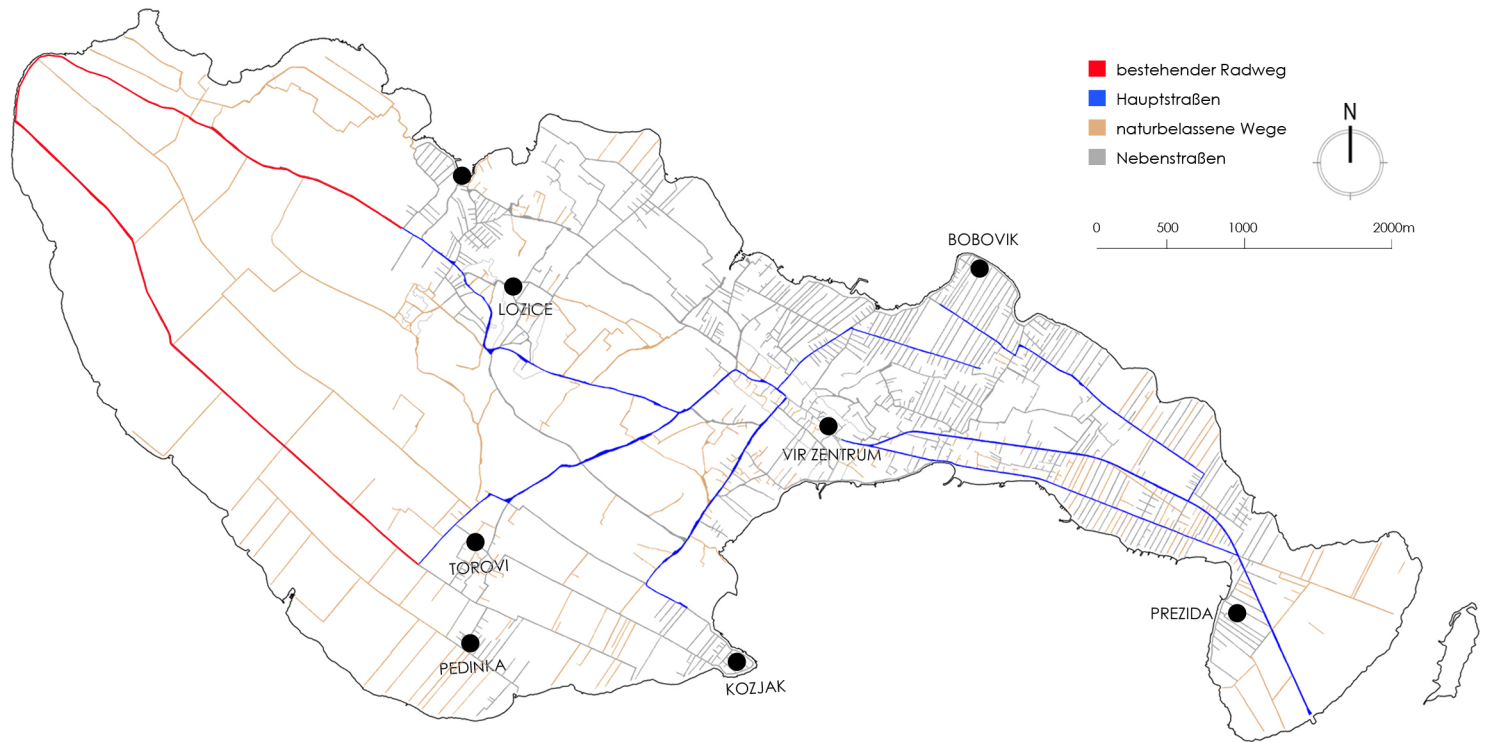 bestehender Radweg
Hauptstraßen
naturbelassene Wege
Nebenstraßen
N
0 500 1000 2000m
BOBOVIK
LOZICE
VIR ZENTRUM
TOROVI
PREZIDA
PEDINKA
KOZJAK